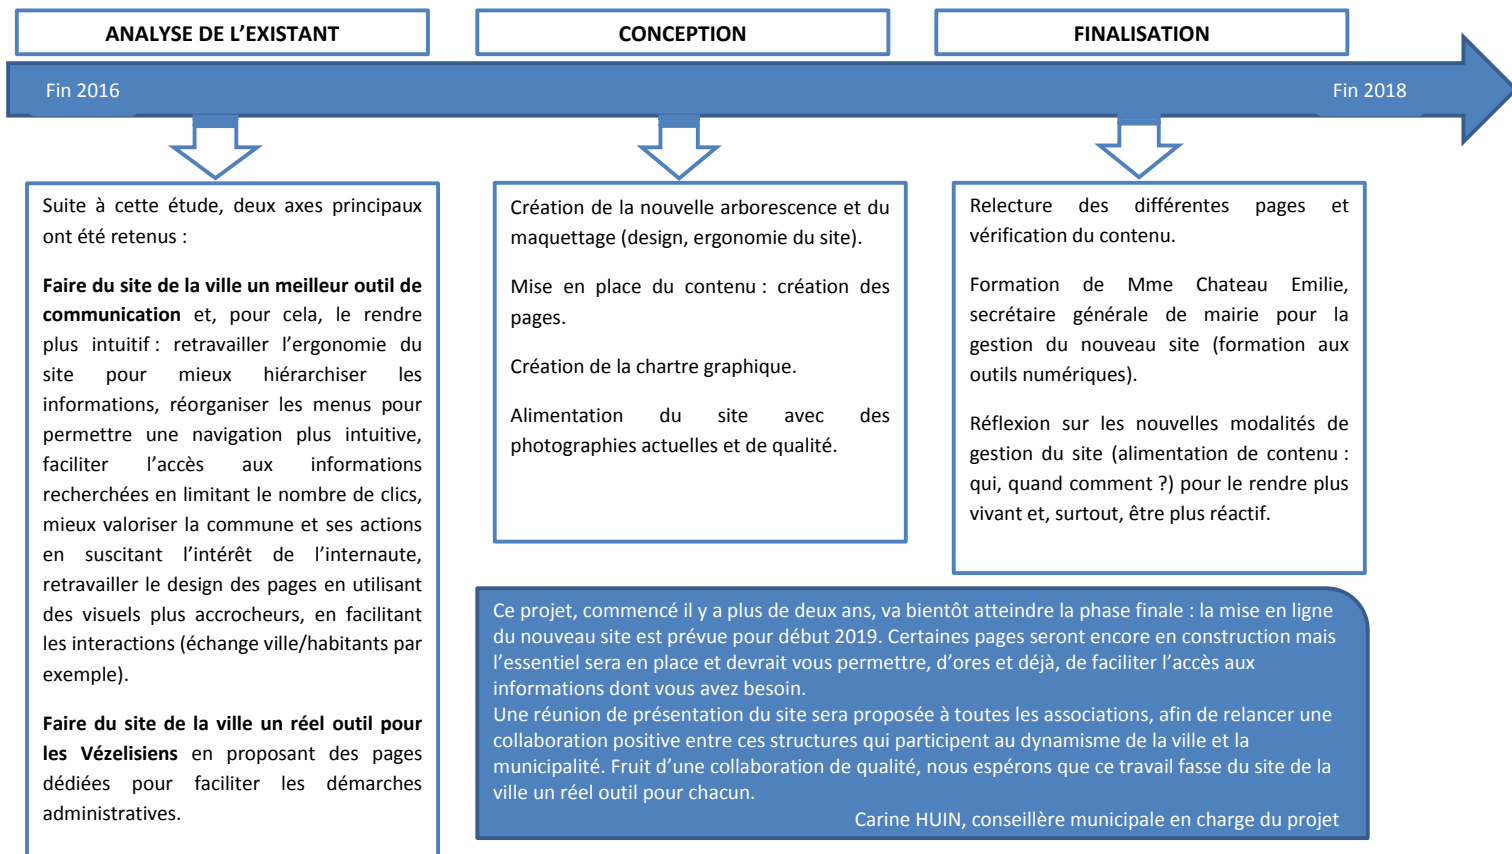 ANALYSE DE L’EXISTANT
CONCEPTION
FINALISATION
Fin 2016
Fin 2018
Suite à cette étude, deux axes principaux
ont été retenus :
Faire du site de la ville un meilleur outil de
communication et, pour cela, le rendre
plus intuitif : retravailler l’ergonomie du
site pour mieux hiérarchiser les
informations, réorganiser les menus pour
permettre une navigation plus intuitive,
faciliter l’accès aux informations
recherchées en limitant le nombre de clics,
mieux valoriser la commune et ses actions
en suscitant l’intérêt de l’internaute,
retravailler le design des pages en utilisant
des visuels plus accrocheurs, en facilitant
les interactions (échange ville/habitants par
exemple).
Faire du site de la ville un réel outil pour
les Vézelisiens en proposant des pages
dédiées pour faciliter les démarches
administratives.
Création de la nouvelle arborescence et du
maquettage (design, ergonomie du site).
Mise en place du contenu : création des
pages.
Création de la chartre graphique.
Alimentation du site avec des
photographies actuelles et de qualité.
Relecture des différentes pages et
vérification du contenu.
Formation de Mme Chateau Emilie,
secrétaire générale de mairie pour la
gestion du nouveau site (formation aux
outils numériques).
Réflexion sur les nouvelles modalités de
gestion du site (alimentation de contenu :
qui, quand comment ?) pour le rendre plus
vivant et, surtout, être plus réactif.
Ce projet, commencé il y a plus de deux ans, va bientôt atteindre la phase finale : la mise en ligne
du nouveau site est prévue pour début 2019. Certaines pages seront encore en construction mais
l’essentiel sera en place et devrait vous permettre, d’ores et déjà, de faciliter l’accès aux
informations dont vous avez besoin.
Une réunion de présentation du site sera proposée à toutes les associations, afin de relancer une
collaboration positive entre ces structures qui participent au dynamisme de la ville et la
municipalité. Fruit d’une collaboration de qualité, nous espérons que ce travail fasse du site de la
ville un réel outil pour chacun.
Carine HUIN, conseillère municipale en charge du projet